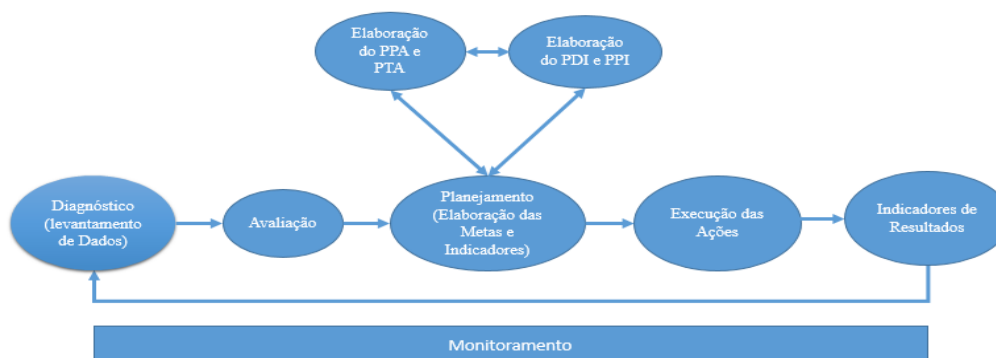 Elaboração
do PPA e
PTA
Elaboração
do PDI e PPI
Diagnóstico
(levantamento
de Dados)
Avaliação
Planejamento
(Elaboração das
Metas e
Indicadores)
Execução das
Ações
Indicadores de
Resultados
Monitoramento